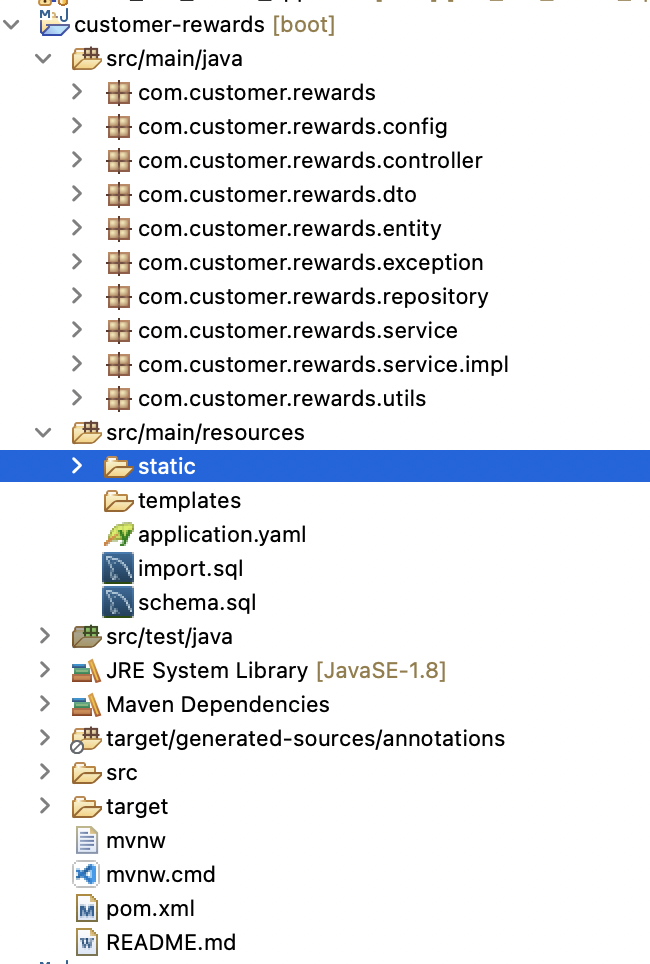 customer-rewards [boot]
src/main/java
com.customer.rewards
com.customer.rewards.config
com.customer.rewards.controller
com.customer.rewards.dto
com.customer.rewards.entity
com.customer.rewards.exception
com.customer.rewards.repository
com.customer.rewards.service
com.customer.rewards.service.impl
com.customer.rewards.utils
src/main/resources
static
templates
application.yaml
import.sql
schema.sql
src/test/java
JRE System Library [JavaSE-1.8]
Maven Dependencies
target/generated-sources/annotations
src
target
mvnw
mvnw.cmd
pom.xml
README.md